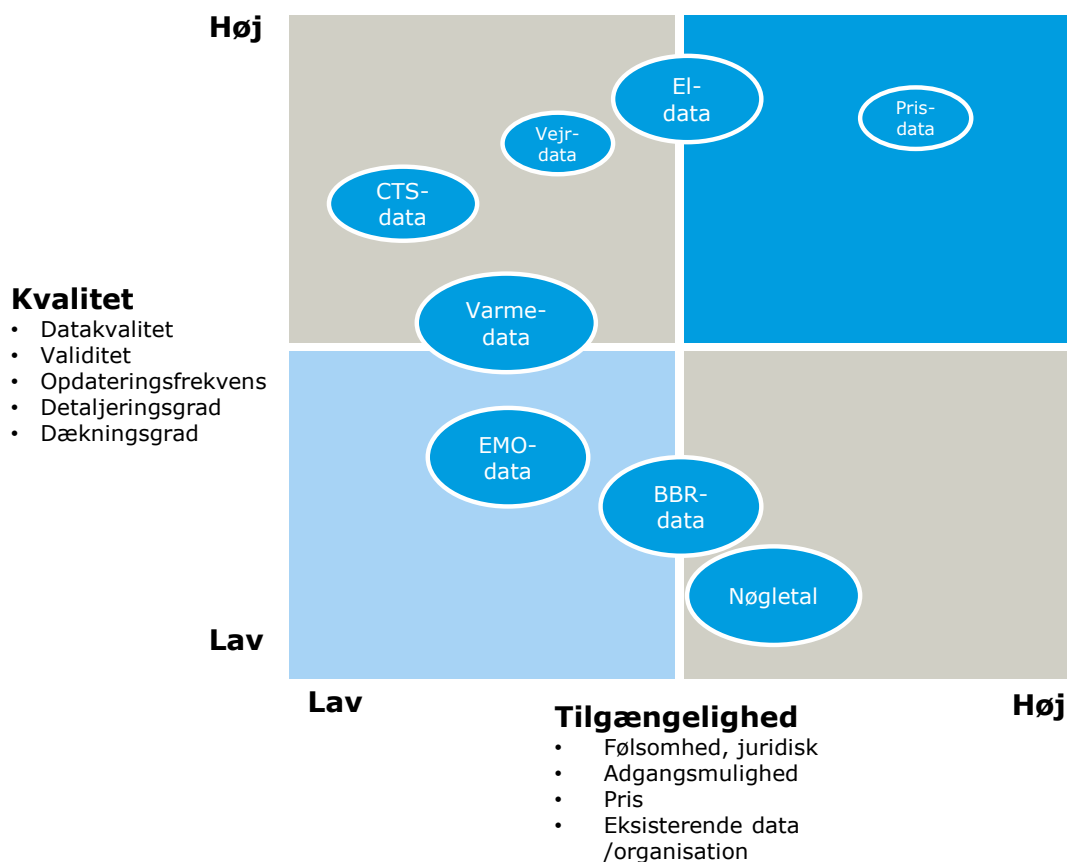 Høj
El-
data
Pris-
data
Vejr-
data
CTS-
data
Kvalitet
• Datakvalitet
• Validitet
• Opdateringsfrekvens
• Detaljeringsgrad
• Dækningsgrad
Varme-
data
EMO-
data
BBR-
data
Nøgletal
Lav
Lav
Høj
Tilgængelighed
• Følsomhed, juridisk
• Adgangsmulighed
• Pris
• Eksisterende data
/organisation